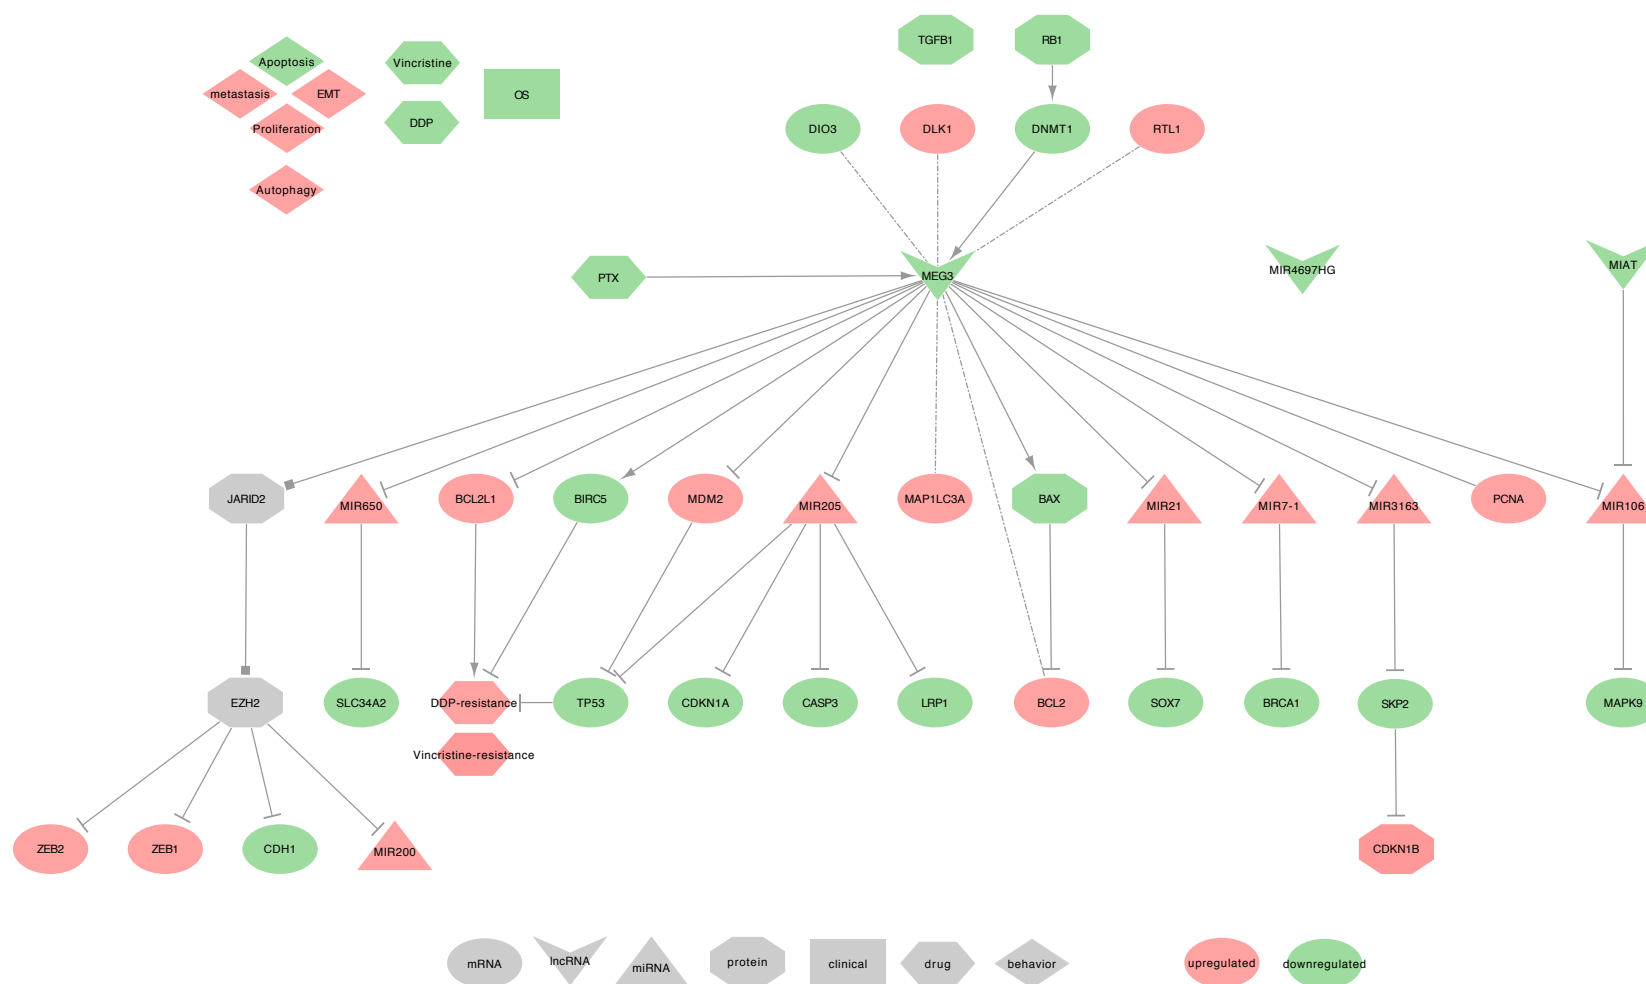 TGFB1
RB1
Apoptosis
Vincristine
metastasis
EMT
OS
Proliferation
DDP
DIO3
DLK1
DNMT1
RTL1
Autophagy
PTX
MEG3
MIR4697HG
MIAT
JARID2
MIR650
BCL2L1
BIRC5
MDM2
MIR205
MAP1LC3A
BAX
MIR21
MIR7-1
MIR3163
PCNA
MIR106
EZH2
SLC34A2
DDP-resistance
TP53
CDKN1A
CASP3
LRP1
BCL2
SOX7
BRCA1
SKP2
MAPK9
Vincristine-resistance
ZEB2
ZEB1
CDH1
MIR200
CDKN1B
mRNA
lncRNA
miRNA
protein
clinical
drug
behavior
upregulated
downregulated